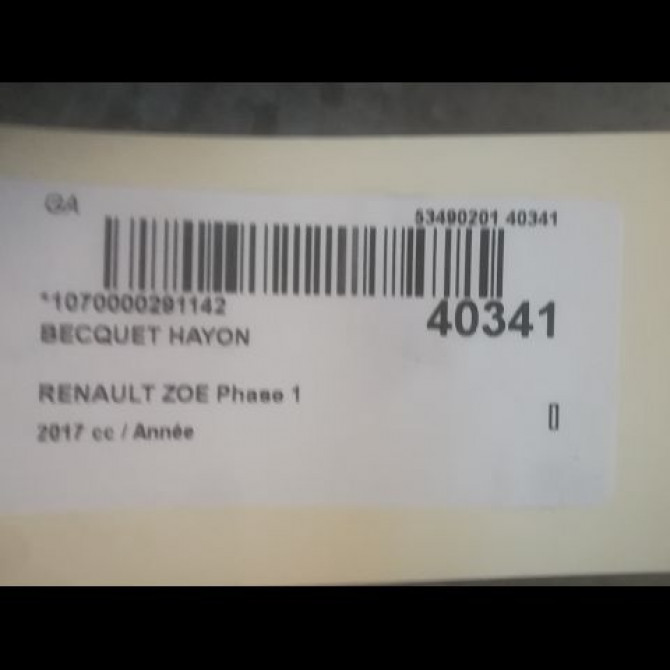 GA
53490201 40341
*1070000291142
40341
BECQUET HAYON
RENAULT ZOE Phase 1
[]
2017 cc / Année